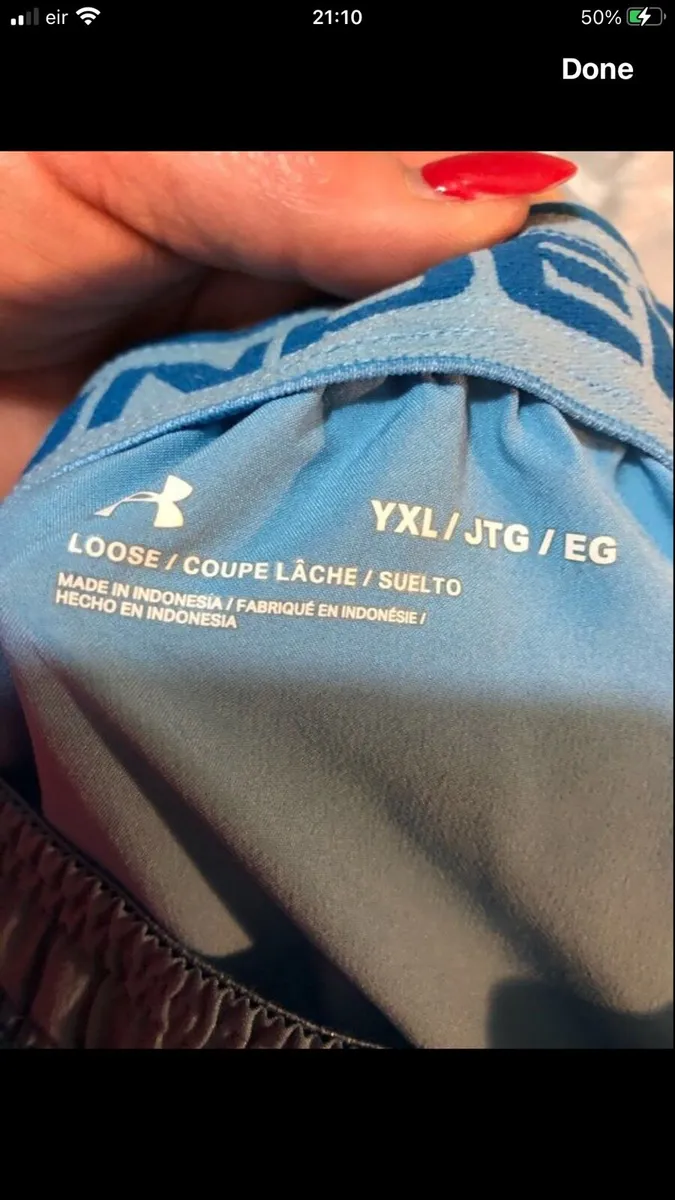 eir 21:10 50%
Done
YXL / JTG / EG
LOOSE / COUPE LÂCHE / SUELTO
MADE IN INDONESIA / FABRIQUÉ EN INDONÉSIE /
HECHO EN INDONESIA